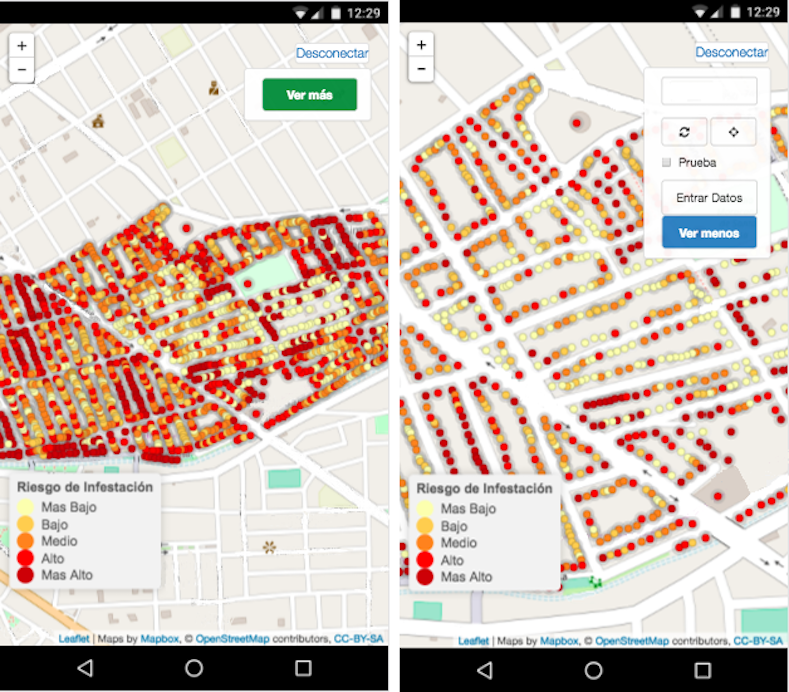 12:29
+
−
Desconectar
Ver más
Riesgo de Infestación
Mas Bajo
Bajo
Medio
Alto
Mas Alto
Leaflet | Maps by Mapbox, © OpenStreetMap contributors, CC-BY-SA
12:29
+
−
Desconectar
Prueba
Entrar Datos
Ver menos
Riesgo de Infestación
Mas Bajo
Bajo
Medio
Alto
Mas Alto
Leaflet | Maps by Mapbox, © OpenStreetMap contributors, CC-BY-SA